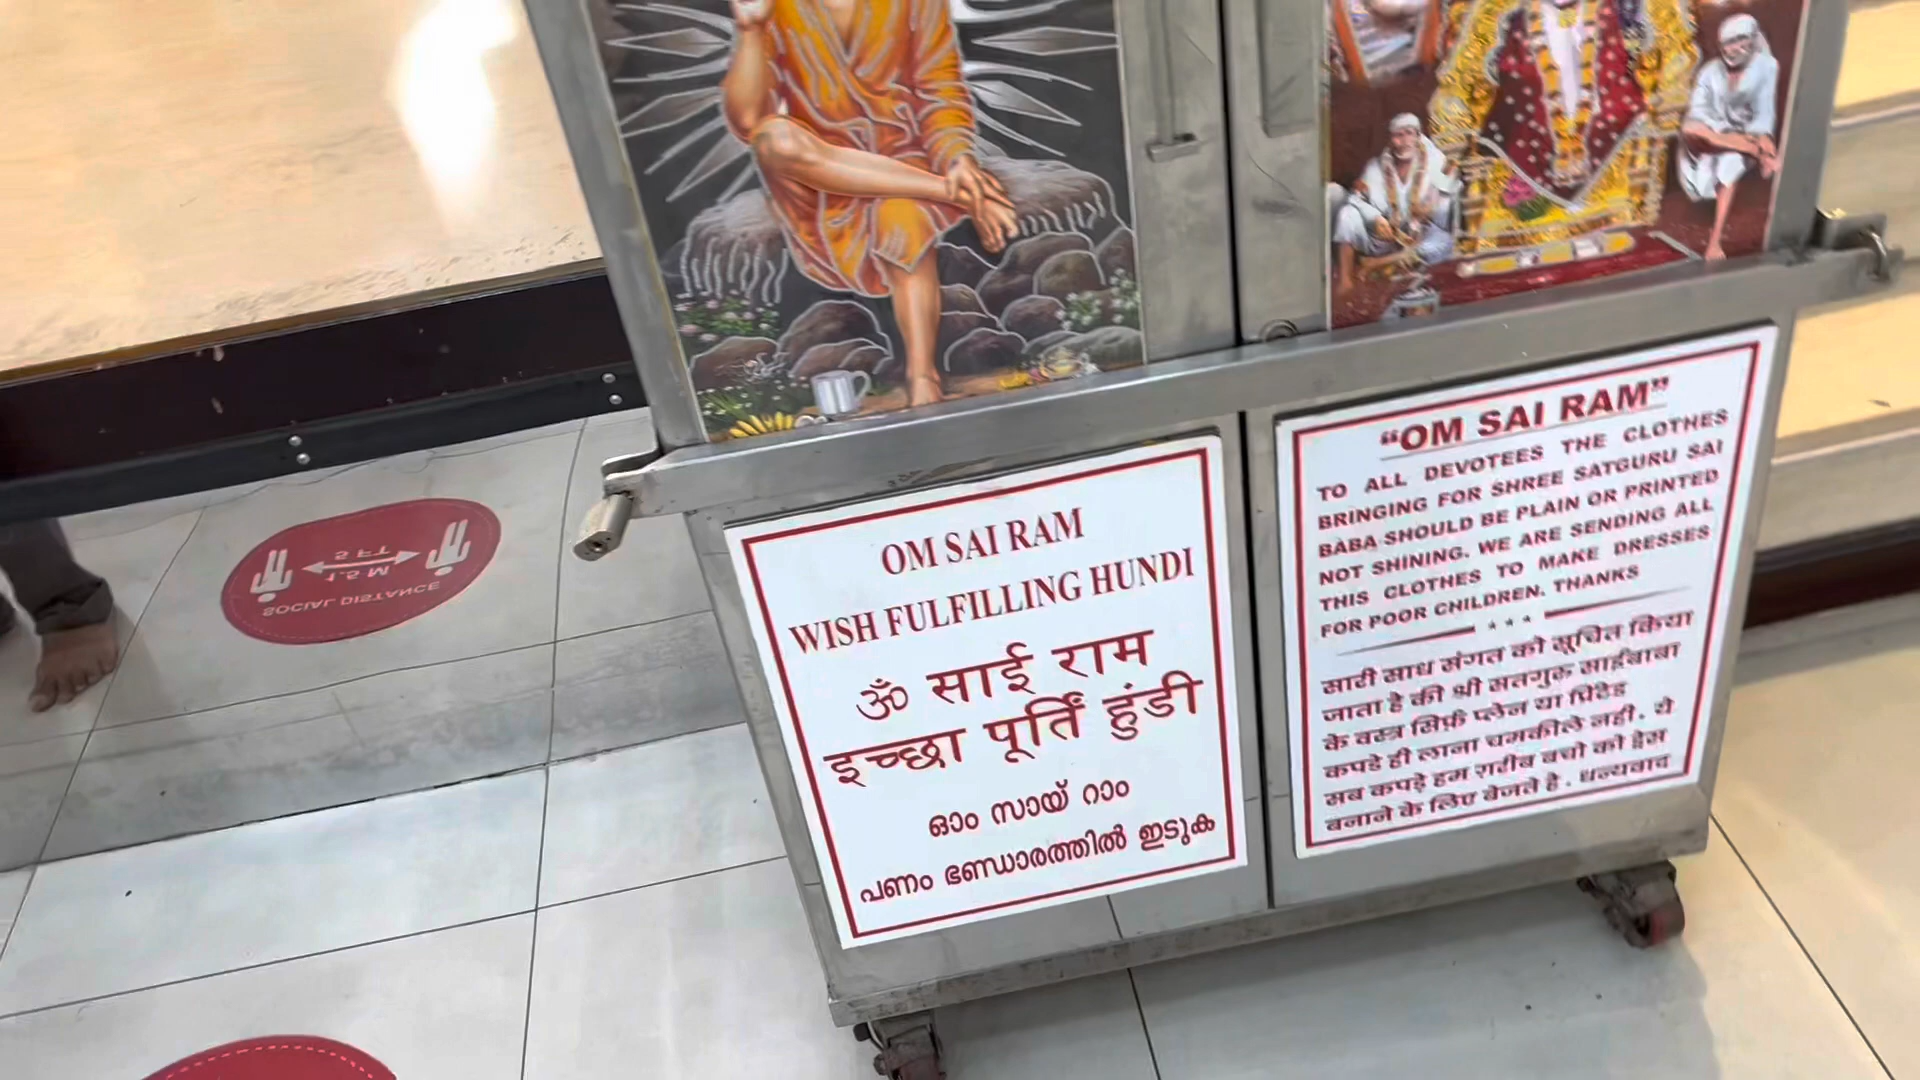 OM SAI RAM
WISH FULFILLING HUNDI
ॐ साई राम
इच्छा पूर्ति हुंडी
ഓം സായ് റാം
പണം ഭണ്ഡാരത്തിൽ ഇടുക
“OM SAI RAM”
TO ALL DEVOTEES THE CLOTHES
BRINGING FOR SHREE SATGURU SAI
BABA SHOULD BE PLAIN OR PRINTED
NOT SHINING. WE ARE SENDING ALL
THIS CLOTHES TO MAKE DRESSES
FOR POOR CHILDREN. THANKS
सारी साध संगत को सूचित किया
जाता है की श्री सतगुरु साईंबाबा
के वस्त्र सिर्फ़ प्लेन या प्रिंटेड
कपडे ही लाना चमकीले नही. ये
सब कपड़े हम ग़रीब बचो को ड्रेस
बनाने के लिए बेजते है. धन्यवाद
5 FT
1.5 M
SOCIAL DISTANCE